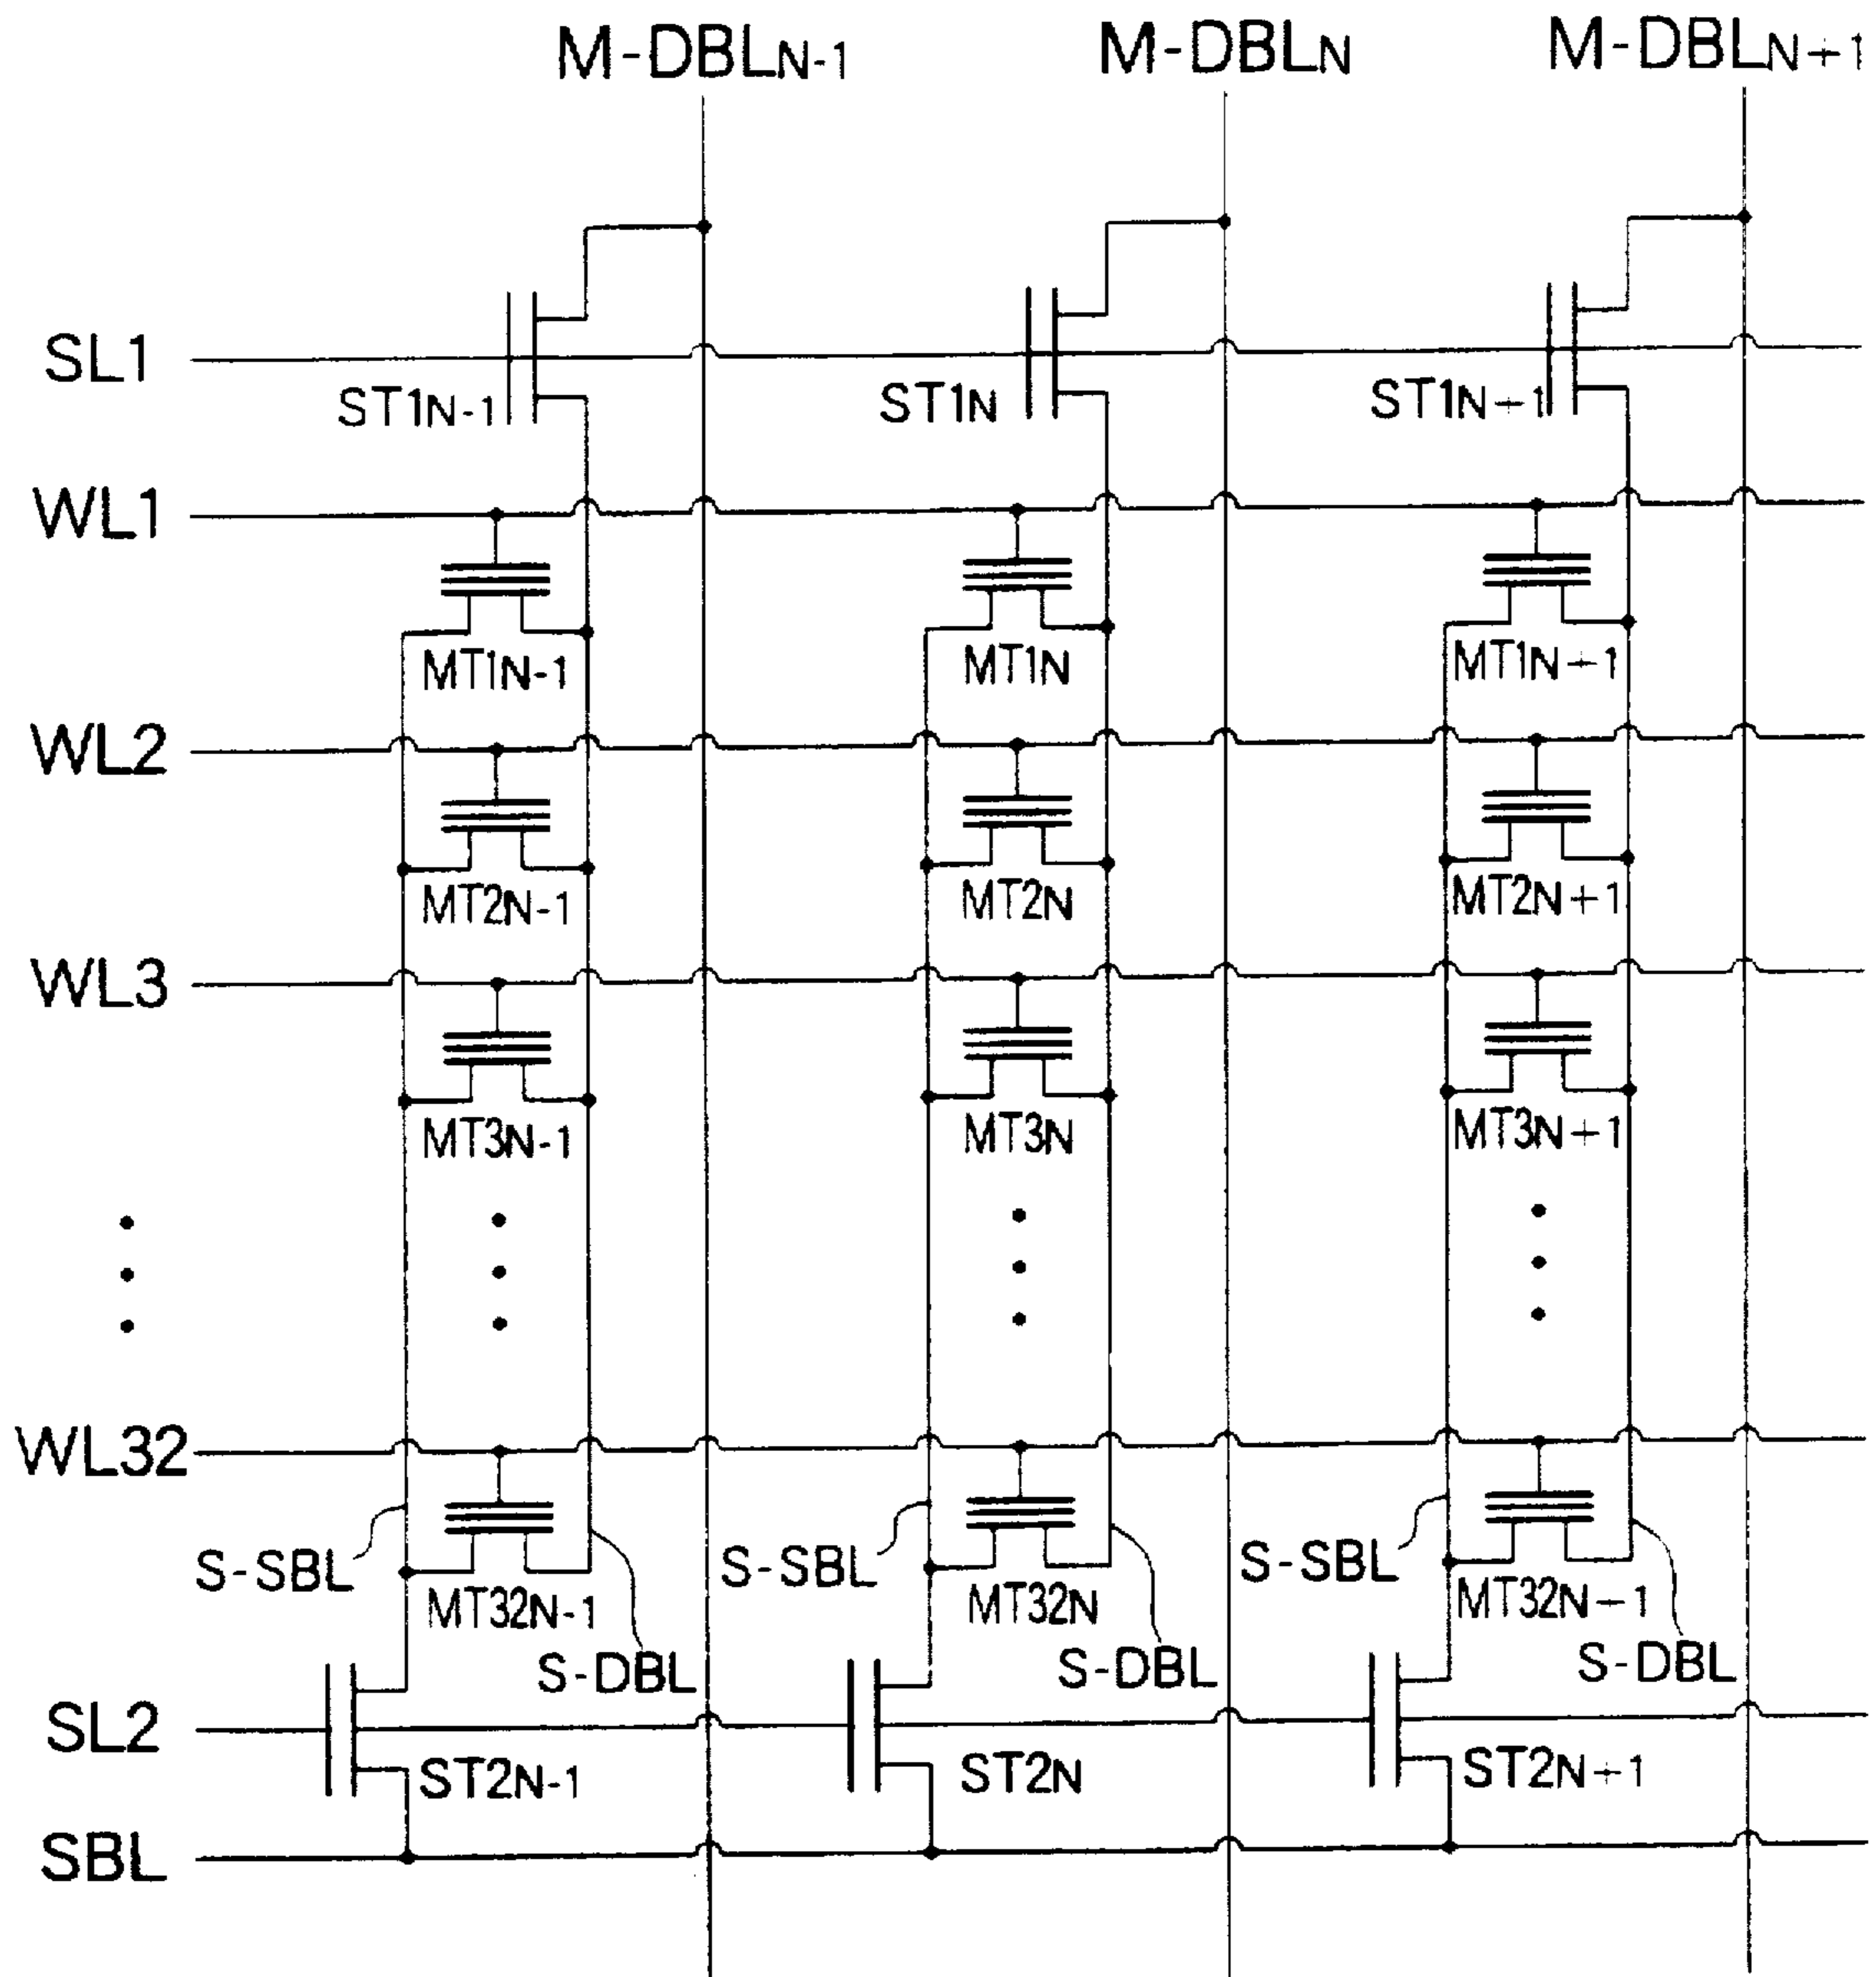 M-DBLN-1 M-DBLN M-DBLN+1
SL1
ST1N-1 ST1N ST1N+1
WL1
MT1N-1 MT1N MT1N+1
WL2
MT2N-1 MT2N MT2N+1
WL3
MT3N-1 MT3N MT3N+1
WL32
S-SBL S-SBL S-SBL
MT32N-1 MT32N MT32N-1
S-DBL S-DBL S-DBL
SL2
ST2N-1 ST2N ST2N+1
SBL